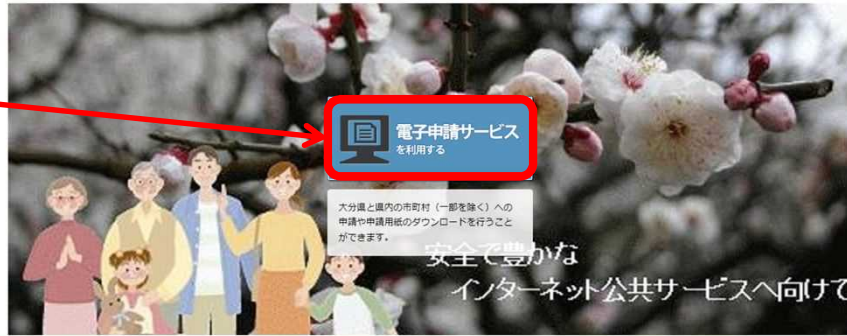 電子申請サービス
を利用する
大分県と県内の市町村（一部を除く）への
申請や申請用紙のダウンロードを行うこと
ができます。
安全で豊かな
インターネット公共サービスへ向けて